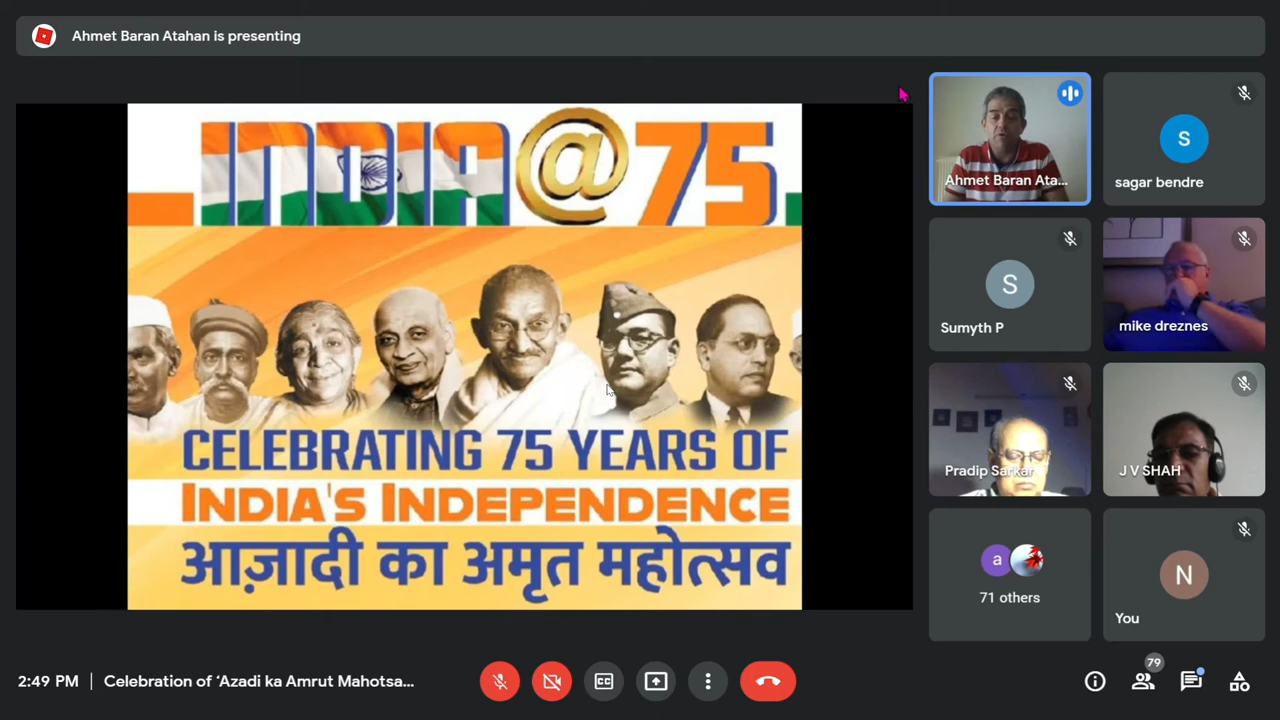 Ahmet Baran Atahan is presenting
INDIA@75
CELEBRATING 75 YEARS OF
INDIA'S INDEPENDENCE
आज़ादी का अमृत महोत्सव
Ahmet Baran Ata...
S
sagar bendre
S
Sumyth P
mike dreznes
Pradip Sarkar
J V SHAH
a
71 others
N
You
2:49 PM | Celebration of ‘Azadi ka Amrut Mahotsa...
79